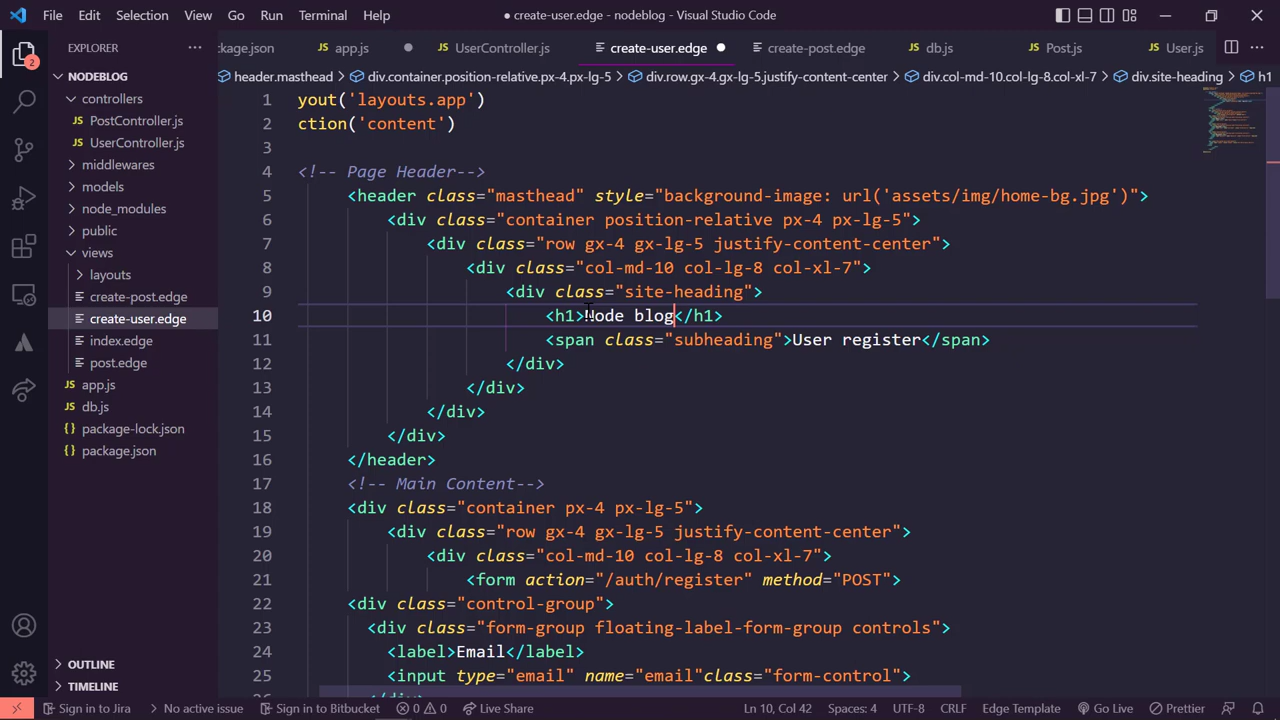 File Edit Selection View Go Run Terminal Help
● create-user.edge - nodeblog - Visual Studio Code
EXPLORER ...
ckage.json app.js UserController.js create-user.edge create-post.edge db.js Post.js User.js
header.masthead > div.container.position-relative.px-4.px-lg-5 > div.row.gx-4.gx-lg-5.justify-content-center > div.col-md-10.col-lg-8.col-xl-7 > div.site-heading > h1
2
NODEBLOG
controllers
PostController.js
UserController.js
middlewares
models
node_modules
public
views
layouts
create-post.edge
create-user.edge
index.edge
post.edge
app.js
db.js
package-lock.json
package.json
OUTLINE
TIMELINE
1 yout('layouts.app')
2 ction('content')
3
4 <!-- Page Header-->
5 <header class="masthead" style="background-image: url('assets/img/home-bg.jpg')">
6 <div class="container position-relative px-4 px-lg-5">
7 <div class="row gx-4 gx-lg-5 justify-content-center">
8 <div class="col-md-10 col-lg-8 col-xl-7">
9 <div class="site-heading">
10 <h1>Node blog</h1>
11 <span class="subheading">User register</span>
12 </div>
13 </div>
14 </div>
15 </div>
16 </header>
17 <!-- Main Content-->
18 <div class="container px-4 px-lg-5">
19 <div class="row gx-4 gx-lg-5 justify-content-center">
20 <div class="col-md-10 col-lg-8 col-xl-7">
21 <form action="/auth/register" method="POST">
22 <div class="control-group">
23 <div class="form-group floating-label-form-group controls">
24 <label>Email</label>
25 <input type="email" name="email"class="form-control">
Sign in to Jira No active issue Sign in to Bitbucket 0 0 Live Share Ln 10, Col 42 Spaces: 4 UTF-8 CRLF Edge Template Go Live Prettier